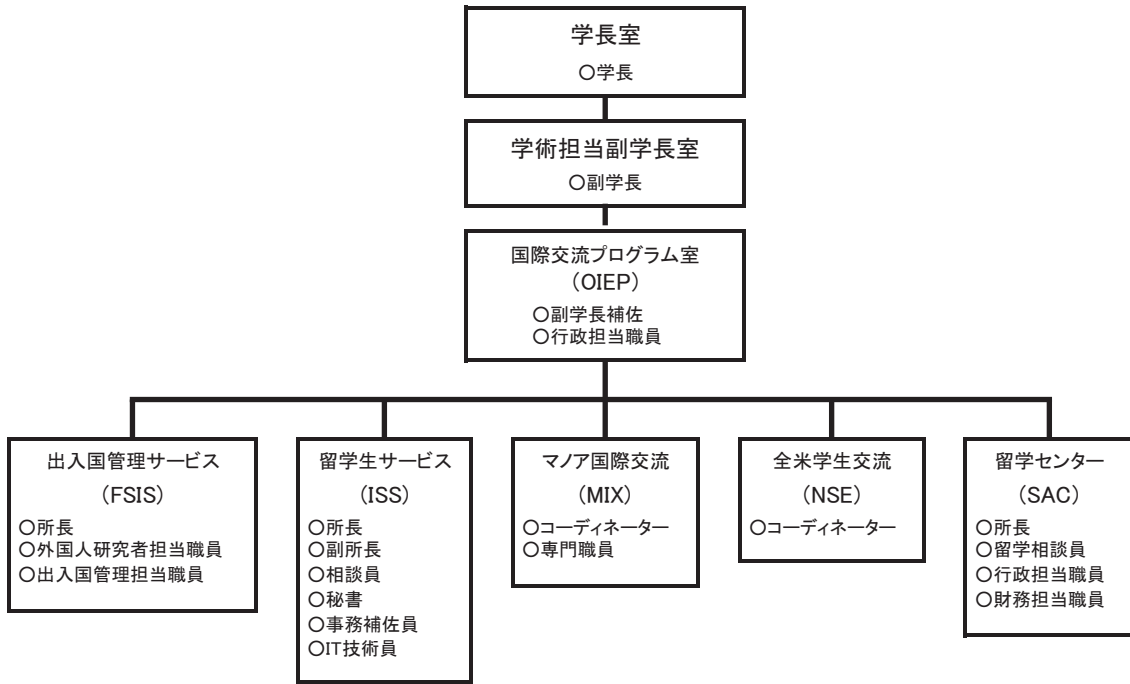 学長室
○学長
学術担当副学長室
○副学長
国際交流プログラム室
(OIEP)
○副学長補佐
○行政担当職員
出入国管理サービス
(FSIS)
○所長
○外国人研究者担当職員
○出入国管理担当職員
留学生サービス
(ISS)
○所長
○副所長
○相談員
○秘書
○事務補佐員
○IT技術員
マノア国際交流
(MIX)
○コーディネーター
○専門職員
全米学生交流
(NSE)
○コーディネーター
留学センター
(SAC)
○所長
○留学相談員
○行政担当職員
○財務担当職員